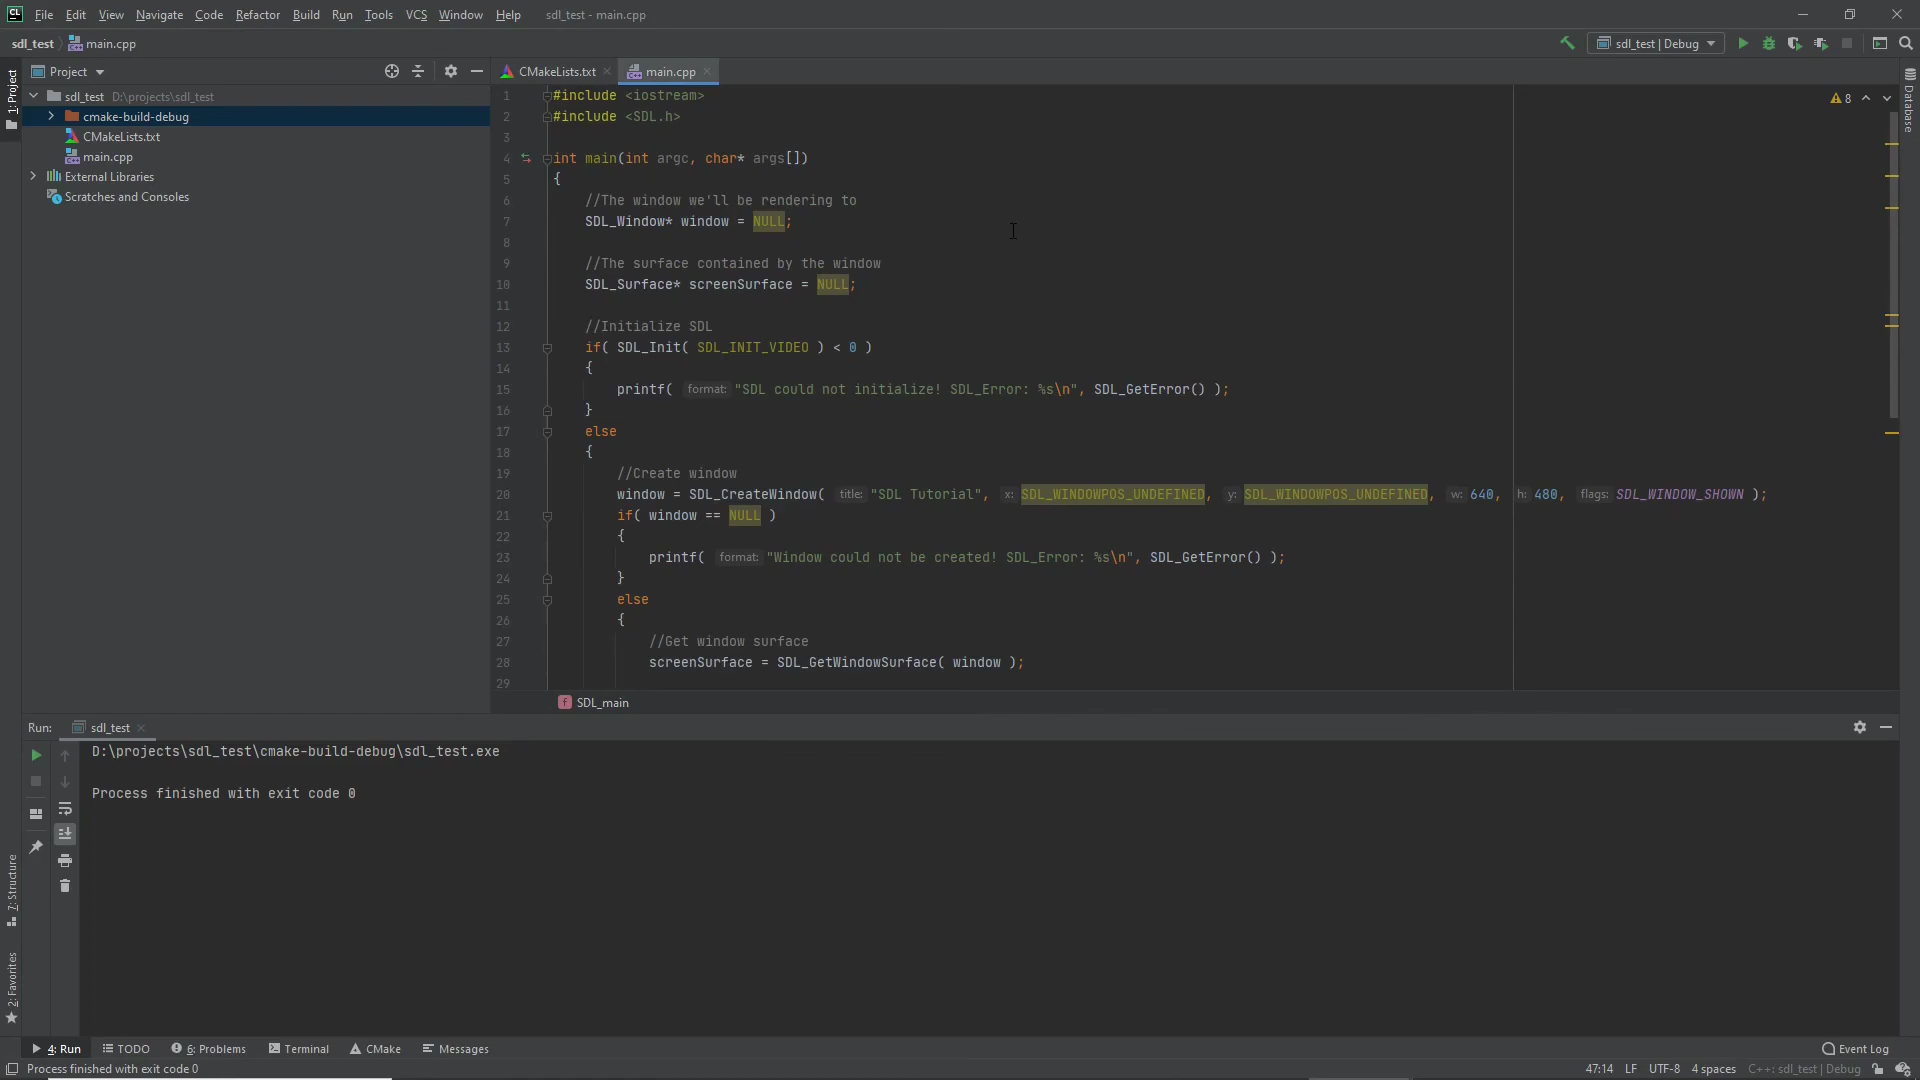 CL File Edit View Navigate Code Refactor Build Run Tools VCS Window Help sdl_test - main.cpp
sdl_test main.cpp
sdl_test | Debug
1: Project
Project
sdl_test D:\projects\sdl_test
cmake-build-debug
CMakeLists.txt
main.cpp
External Libraries
Scratches and Consoles
CMakeLists.txt main.cpp
8
Database
1 #include <iostream>
2 #include <SDL.h>
3
4 int main(int argc, char* args[])
5 {
6 //The window we'll be rendering to
7 SDL_Window* window = NULL;
8
9 //The surface contained by the window
10 SDL_Surface* screenSurface = NULL;
11
12 //Initialize SDL
13 if( SDL_Init( SDL_INIT_VIDEO ) < 0 )
14 {
15 printf( format: "SDL could not initialize! SDL_Error: %s\n", SDL_GetError() );
16 }
17 else
18 {
19 //Create window
20 window = SDL_CreateWindow( title: "SDL Tutorial", x: SDL_WINDOWPOS_UNDEFINED, y: SDL_WINDOWPOS_UNDEFINED, w: 640, h: 480, flags: SDL_WINDOW_SHOWN );
21 if( window == NULL )
22 {
23 printf( format: "Window could not be created! SDL_Error: %s\n", SDL_GetError() );
24 }
25 else
26 {
27 //Get window surface
28 screenSurface = SDL_GetWindowSurface( window );
29
f SDL_main
Run: sdl_test
D:\projects\sdl_test\cmake-build-debug\sdl_test.exe
Process finished with exit code 0
7: Structure
2: Favorites
4: Run TODO 6: Problems Terminal CMake Messages Event Log
Process finished with exit code 0 47:14 LF UTF-8 4 spaces C++: sdl_test | Debug